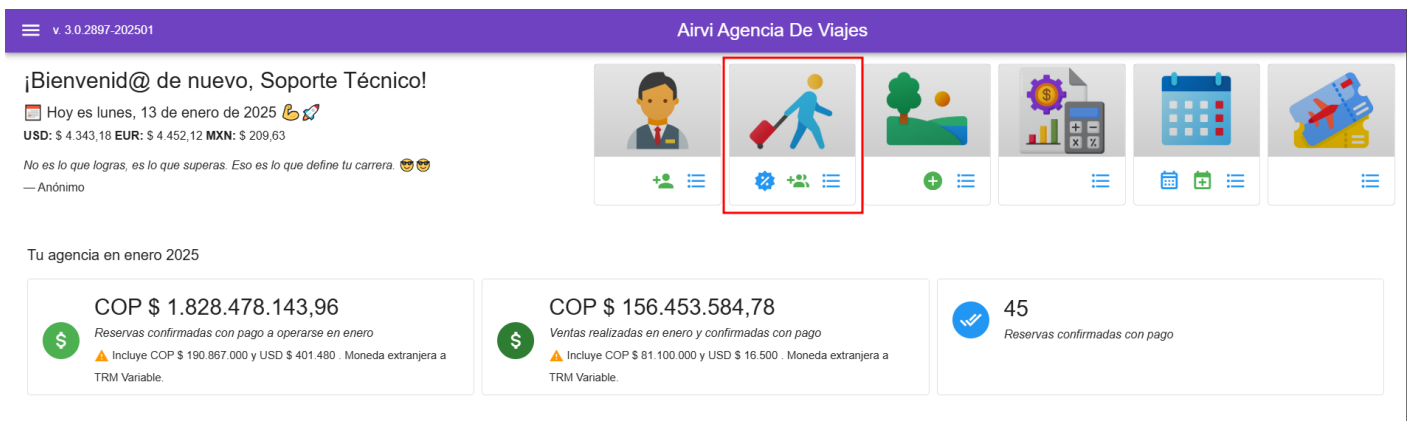 v. 3.0.2897-202501
Airvi Agencia De Viajes
¡Bienvenid@ de nuevo, Soporte Técnico!
Hoy es lunes, 13 de enero de 2025 💪🚀
USD: $ 4.343,18 EUR: $ 4.452,12 MXN: $ 209,63
No es lo que logras, es lo que superas. Eso es lo que define tu carrera. 😎😎
— Anónimo
Tu agencia en enero 2025
COP $ 1.828.478.143,96
Reservas confirmadas con pago a operarse en enero
⚠ Incluye COP $ 190.867.000 y USD $ 401.480 . Moneda extranjera a
TRM Variable.
COP $ 156.453.584,78
Ventas realizadas en enero y confirmadas con pago
⚠ Incluye COP $ 81.100.000 y USD $ 16.500 . Moneda extranjera a
TRM Variable.
45
Reservas confirmadas con pago